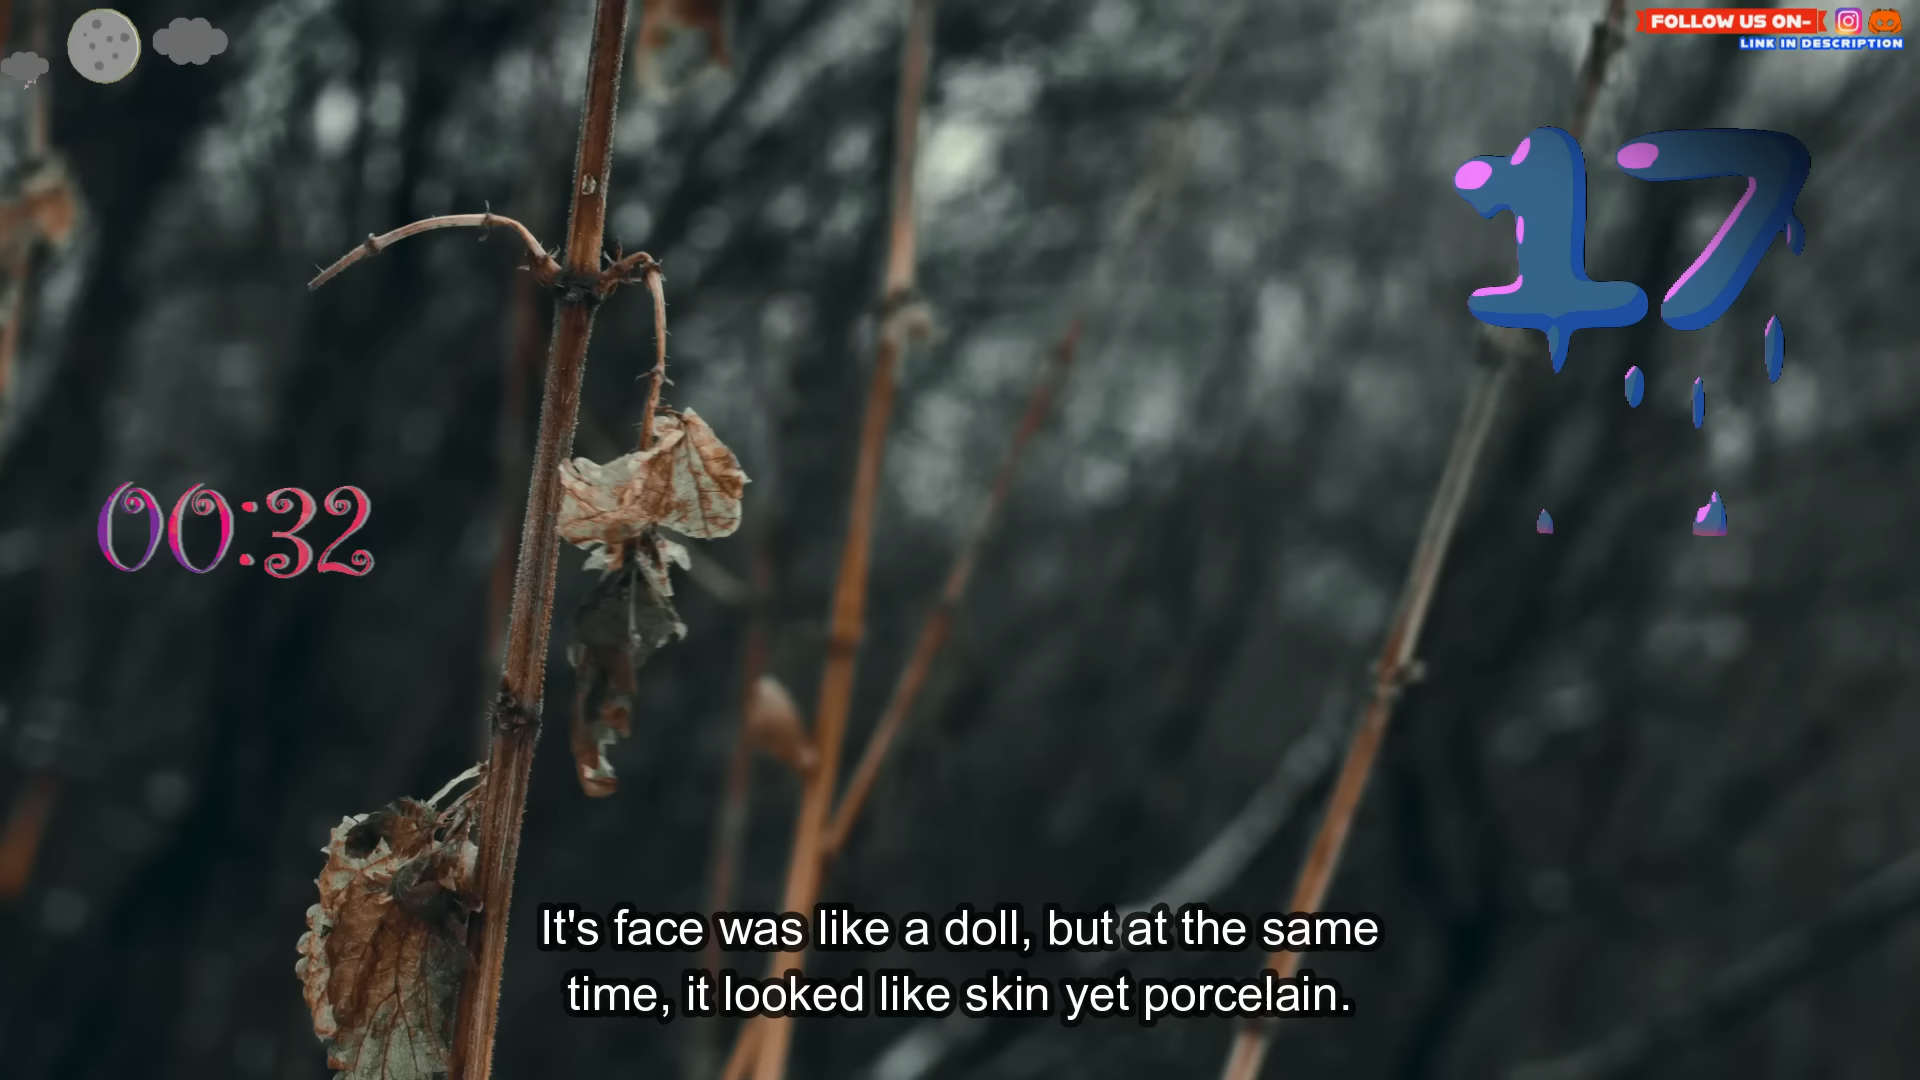 FOLLOW US ON-
LINK IN DESCRIPTION
17
00:32
It's face was like a doll, but at the same
time, it looked like skin yet porcelain.